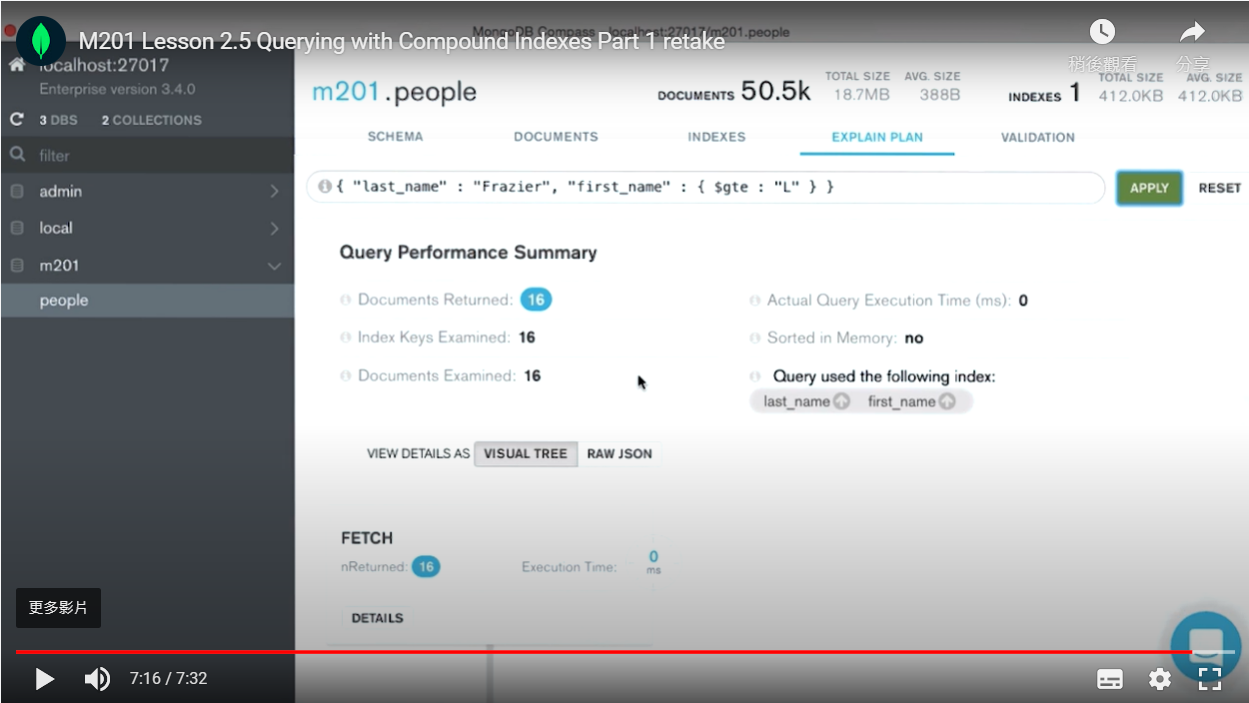 MongoDB Compass - localhost:27017/m201.people
M201 Lesson 2.5 Querying with Compound Indexes Part 1 retake
稍後觀看
分享
localhost:27017
Enterprise version 3.4.0
3 DBS 2 COLLECTIONS
filter
admin
local
m201
people
m201.people
DOCUMENTS 50.5k
TOTAL SIZE AVG. SIZE
18.7MB 388B
INDEXES 1
TOTAL SIZE AVG. SIZE
412.0KB 412.0KB
SCHEMA DOCUMENTS INDEXES EXPLAIN PLAN VALIDATION
{ "last_name" : "Frazier", "first_name" : { $gte : "L" } }
APPLY RESET
Query Performance Summary
Documents Returned: 16
Index Keys Examined: 16
Documents Examined: 16
Actual Query Execution Time (ms): 0
Sorted in Memory: no
Query used the following index:
last_name first_name
VIEW DETAILS AS VISUAL TREE RAW JSON
FETCH
nReturned: 16 Execution Time: 0 ms
DETAILS
更多影片
7:16 / 7:32